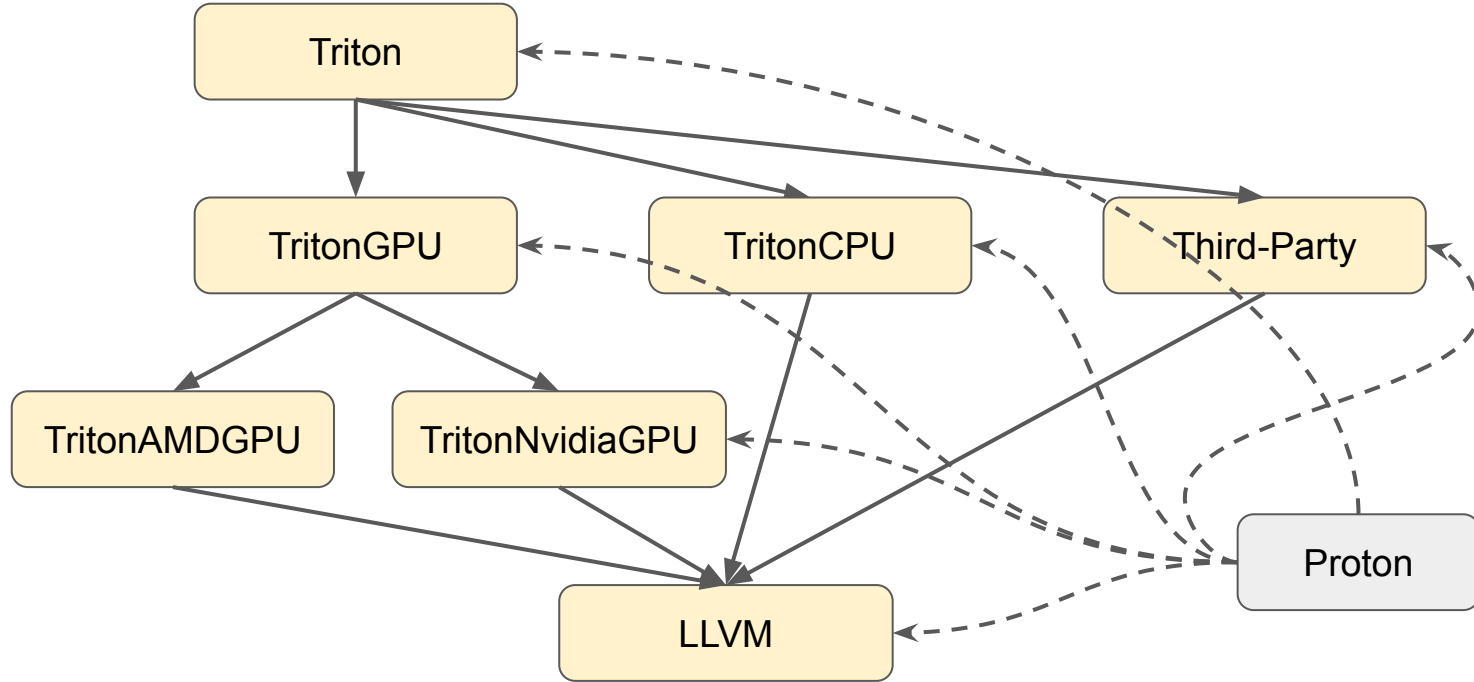 Triton
TritonGPU
TritonCPU
Third-Party
TritonAMDGPU
TritonNvidiaGPU
Proton
LLVM